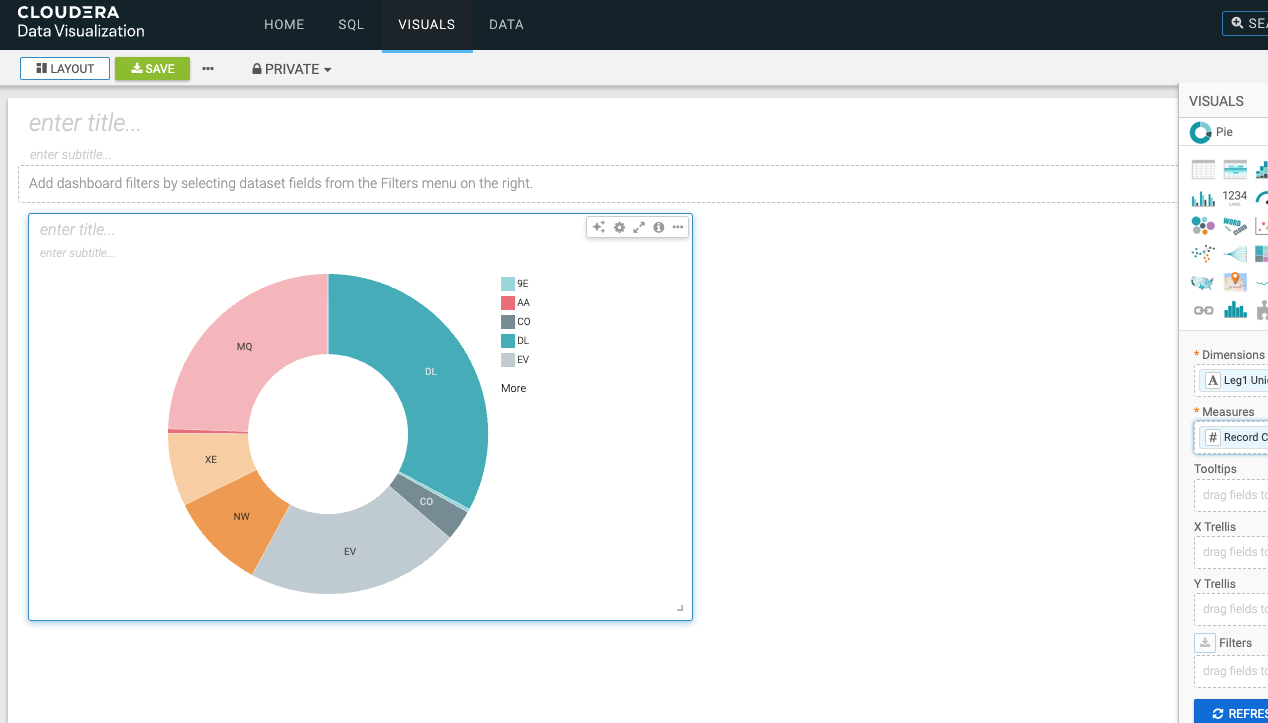 CLOUDERA
Data Visualization
HOME SQL VISUALS DATA
LAYOUT SAVE PRIVATE
VISUALS
Pie
1234
LABEL
WORD
CLOUD
enter title...
enter subtitle...
Add dashboard filters by selecting dataset fields from the Filters menu on the right.
enter title...
enter subtitle...
9E
AA
CO
DL
EV
More
MQ
DL
XE
CO
NW
EV
* Dimensions
A Leg1 Uni
* Measures
# Record C
Tooltips
drag fields to
X Trellis
drag fields to
Y Trellis
drag fields to
Filters
drag fields to
REFRES